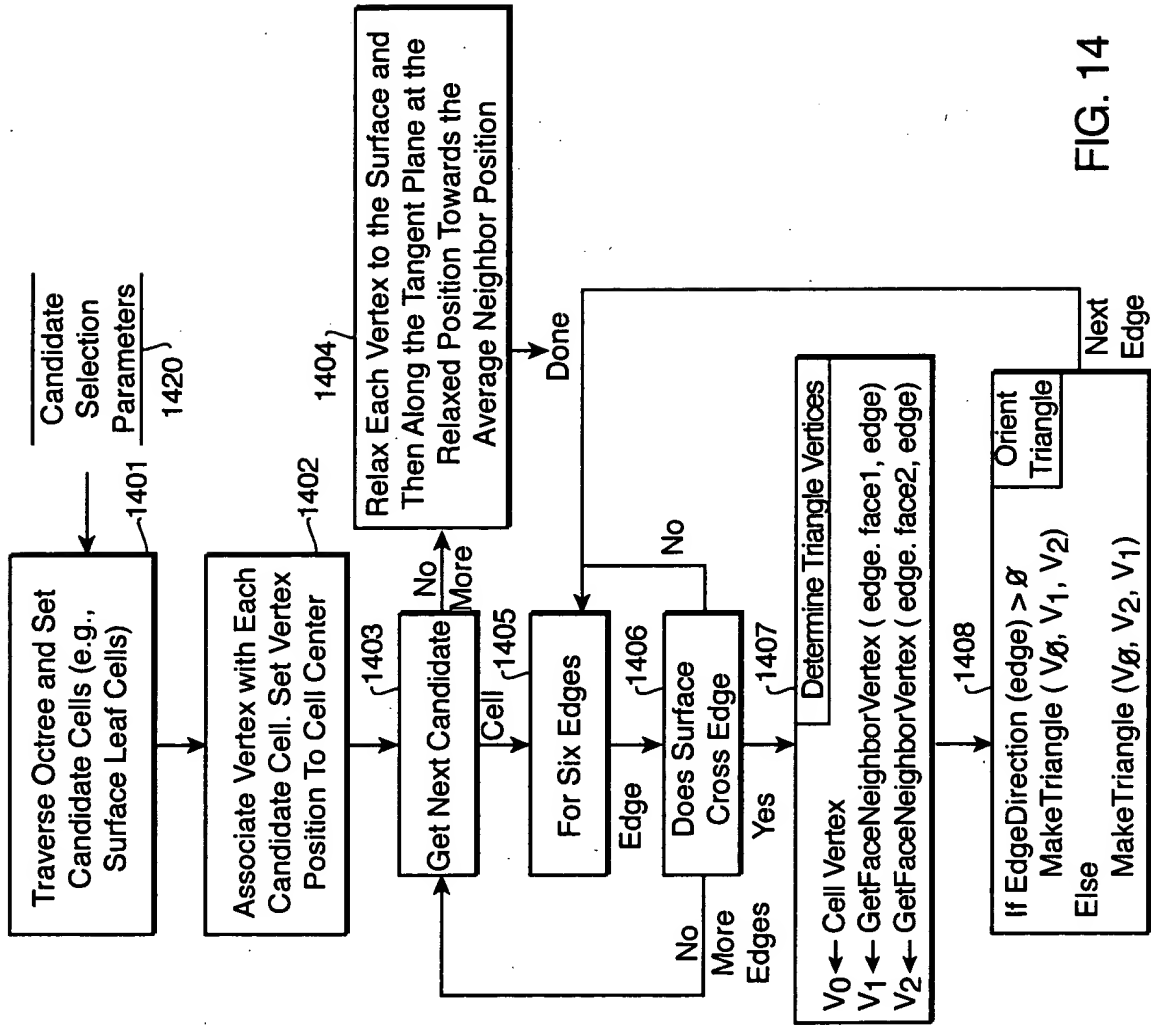 Candidate
Selection
Parameters
1420
Traverse Octree and Set
Candidate Cells (e.g.,
Surface Leaf Cells)
1401
Associate Vertex with Each
Candidate Cell. Set Vertex
Position To Cell Center
1402
Get Next Candidate
1403
No
More
Cell
Relax Each Vertex to the Surface and
Then Along the Tangent Plane at the
Relaxed Position Towards the
Average Neighbor Position
1404
Done
For Six Edges
1405
Edge
Does Surface
Cross Edge
1406
No
No
More
Edges
Yes
Determine Triangle Vertices
1407
V0 ← Cell Vertex
V1 ← GetFaceNeighborVertex ( edge. face1, edge)
V2 ← GetFaceNeighborVertex ( edge. face2, edge)
Orient
Triangle
1408
If EdgeDirection (edge) > Ø
MakeTriangle ( VØ, V1, V2)
Else
MakeTriangle (VØ, V2, V1)
Next
Edge
FIG. 14